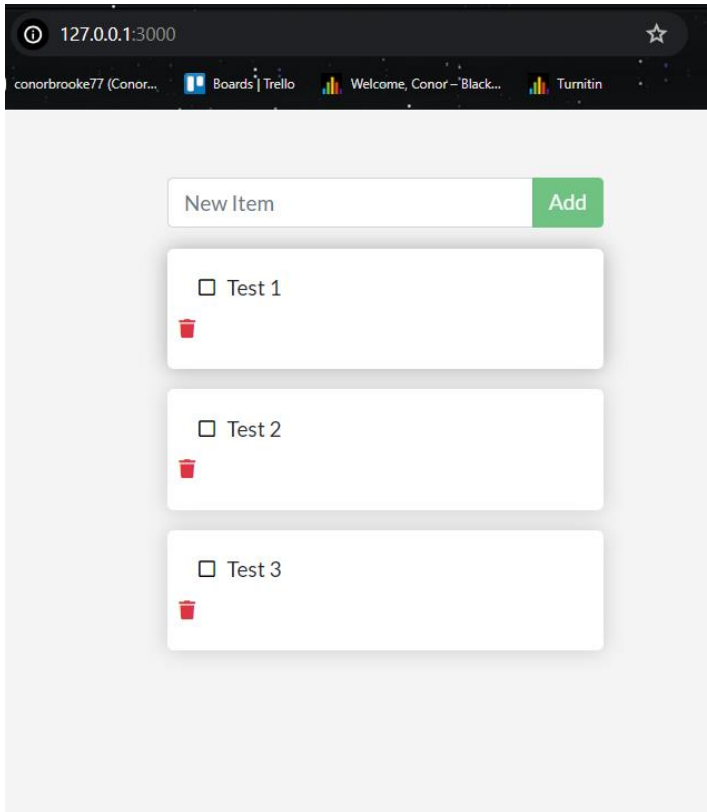 127.0.0.1:3000
conorbrooke77 (Conor... Boards | Trello Welcome, Conor – Black... Turnitin
New Item Add
Test 1
Test 2
Test 3